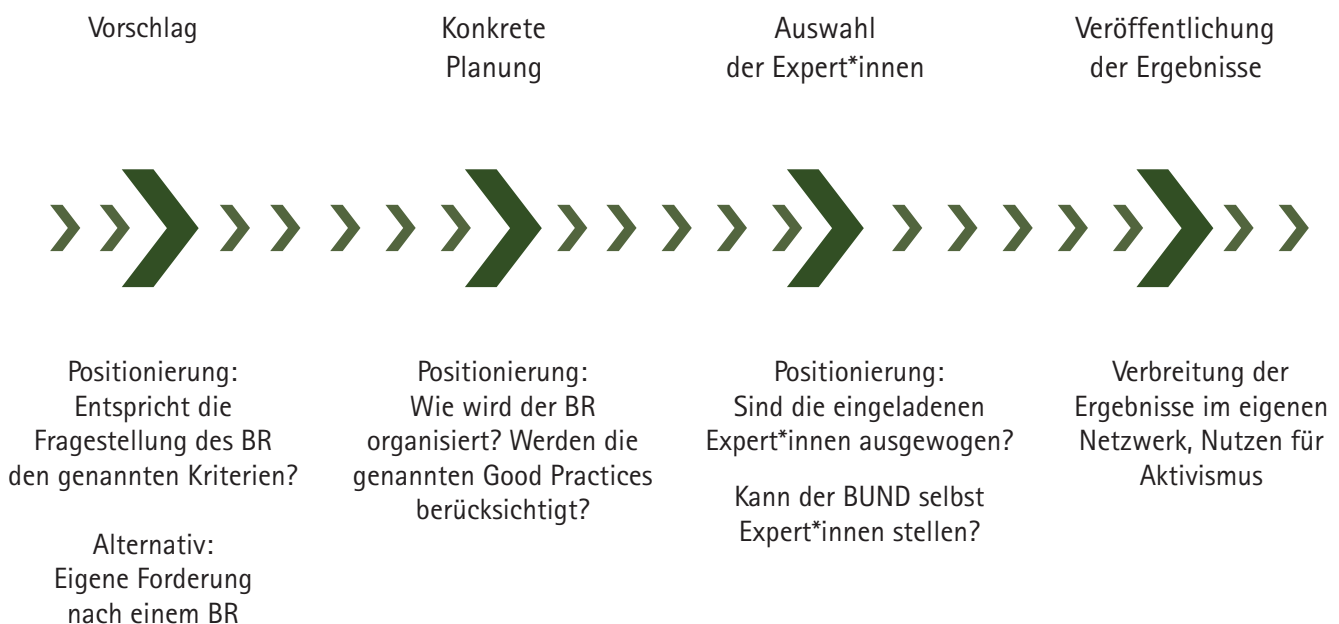 Vorschlag
Konkrete
Planung
Auswahl
der Expert*innen
Veröffentlichung
der Ergebnisse
Positionierung:
Entspricht die
Fragestellung des BR
den genannten Kriterien?
Alternativ:
Eigene Forderung
nach einem BR
Positionierung:
Wie wird der BR
organisiert? Werden die
genannten Good Practices
berücksichtigt?
Positionierung:
Sind die eingeladenen
Expert*innen ausgewogen?
Kann der BUND selbst
Expert*innen stellen?
Verbreitung der
Ergebnisse im eigenen
Netzwerk, Nutzen für
Aktivismus